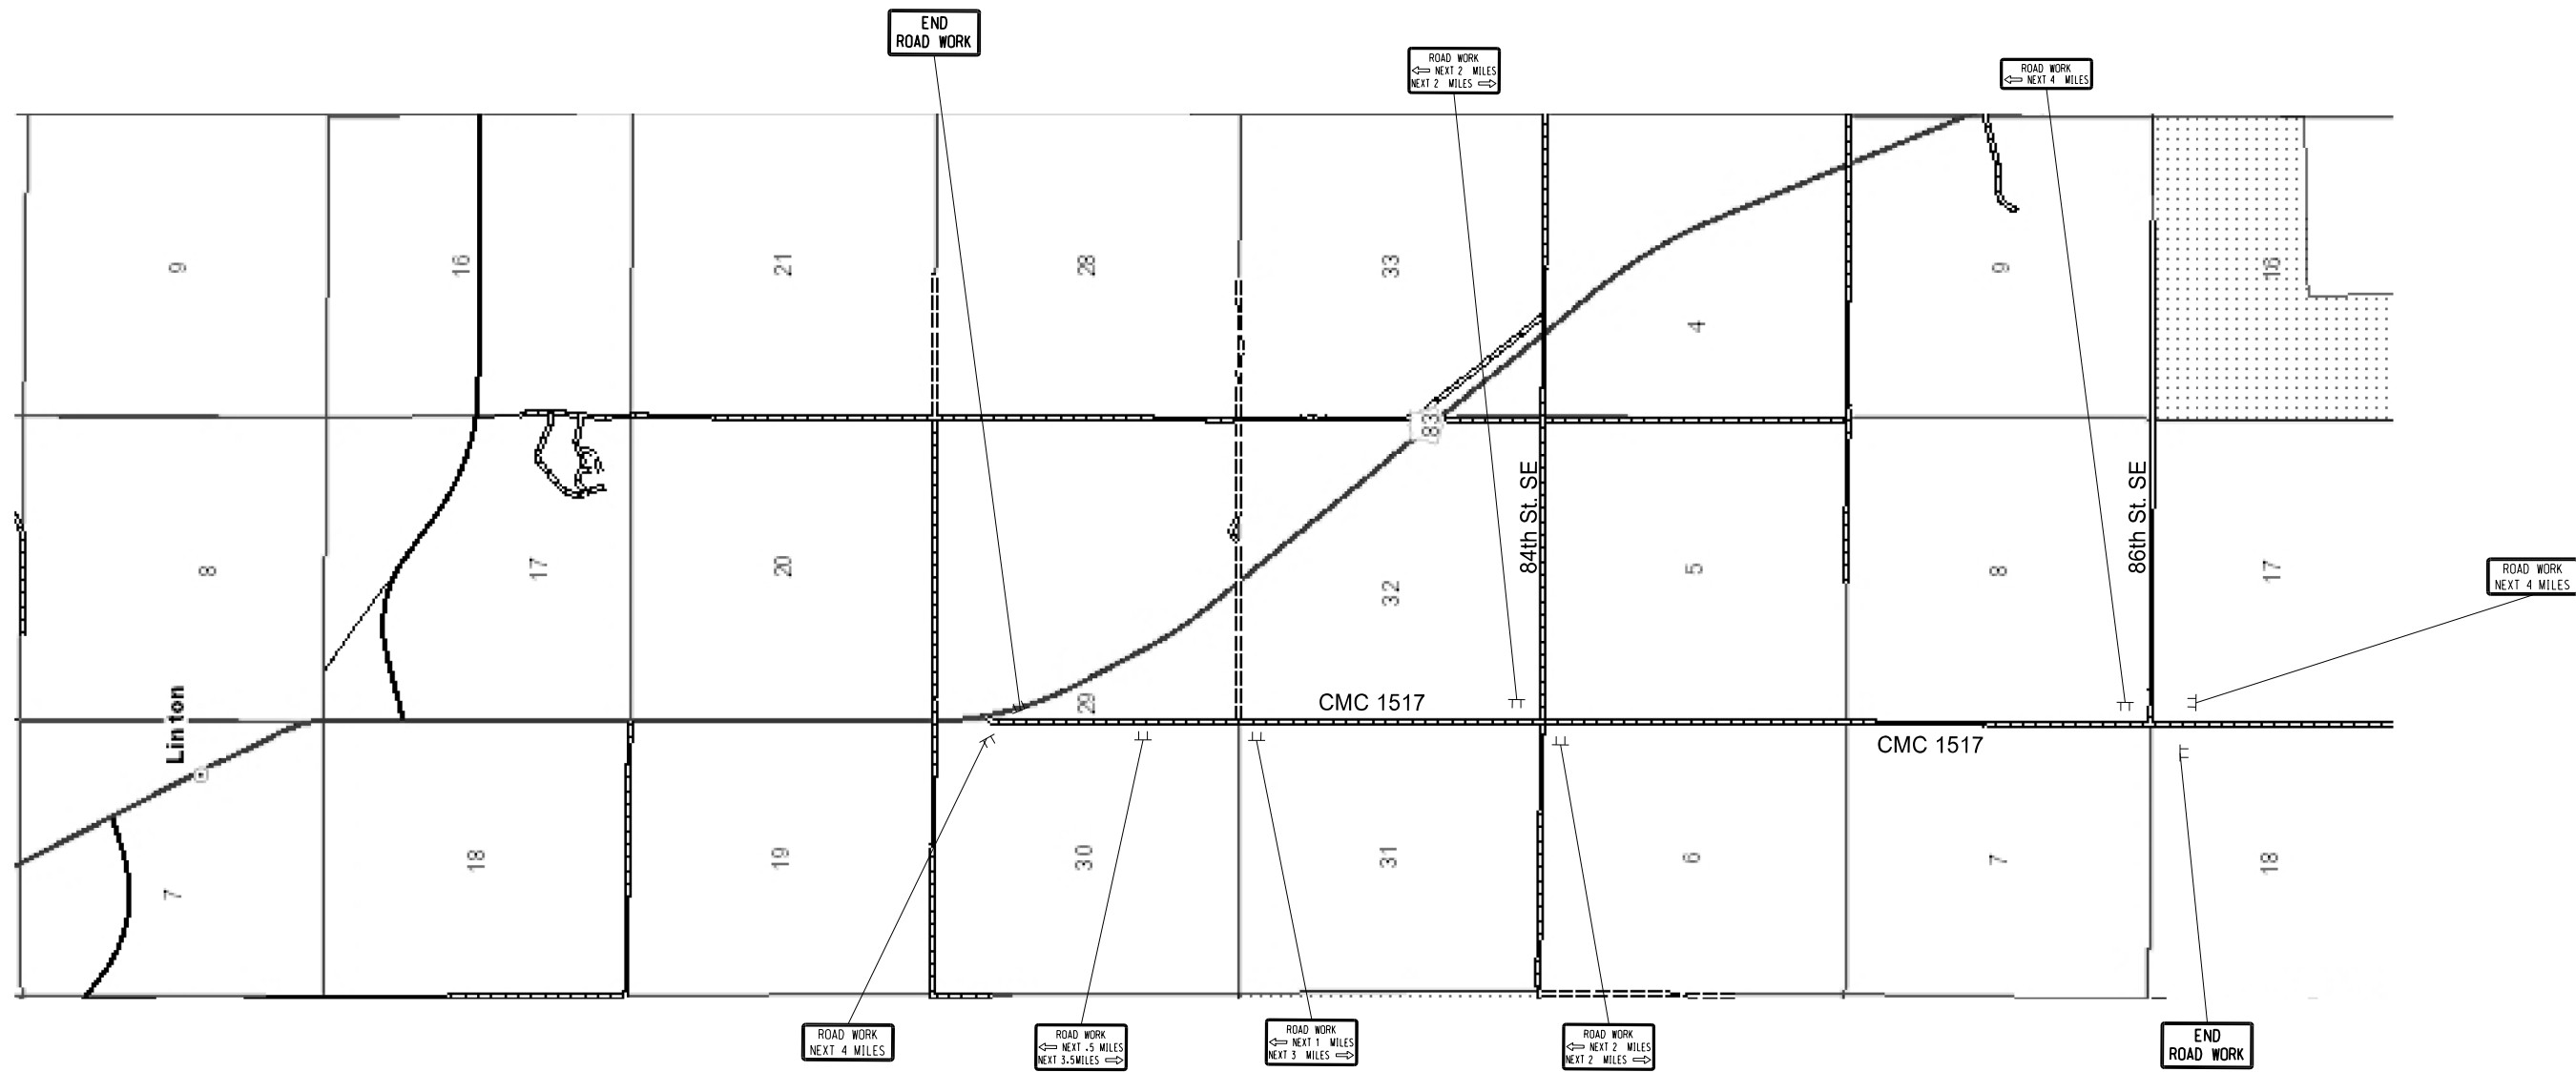 END
ROAD WORK
ROAD WORK
NEXT 2 MILES
NEXT 2 MILES
ROAD WORK
NEXT 4 MILES
9
16
21
28
33
4
9
16
83
8
17
20
29
32
84th St. SE
5
8
86th St. SE
17
ROAD WORK
NEXT 4 MILES
Linton
CMC 1517
CMC 1517
7
18
19
30
31
6
7
18
ROAD WORK
NEXT 4 MILES
ROAD WORK
NEXT .5 MILES
NEXT 3.5MILES
ROAD WORK
NEXT 1 MILES
NEXT 3 MILES
ROAD WORK
NEXT 2 MILES
NEXT 2 MILES
END
ROAD WORK